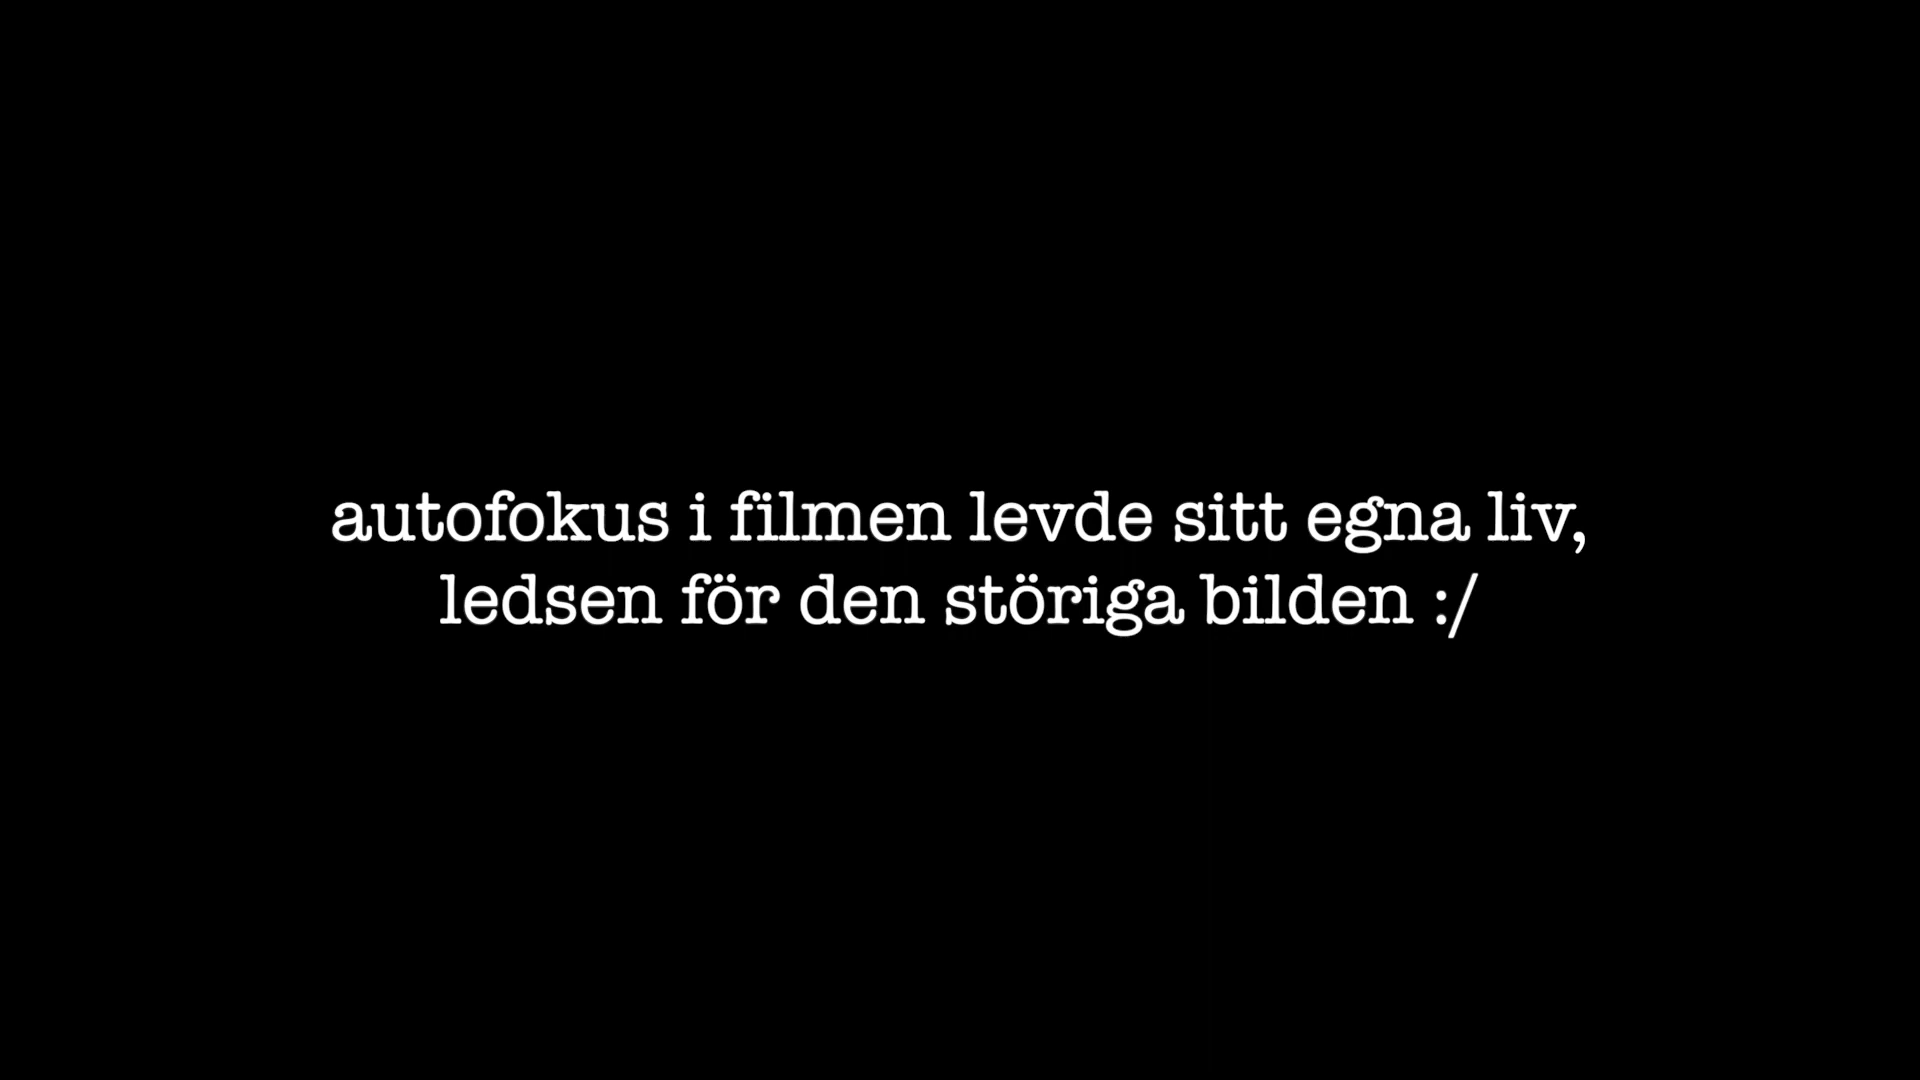 autofokus i filmen levde sitt egna liv,
ledsen för den störiga bilden :/